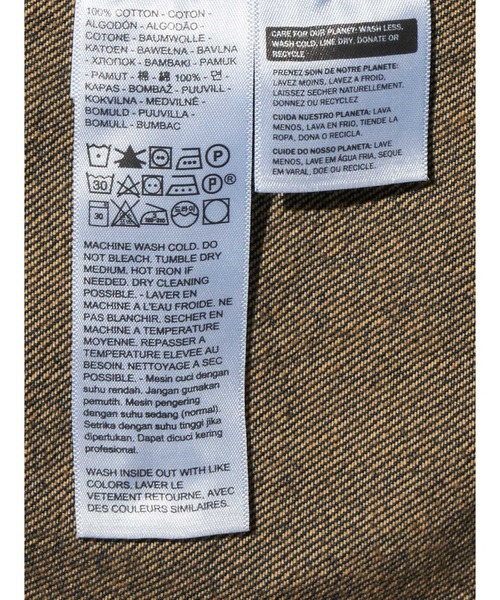 100% COTTON - COTON -
ALGODÓN - ALGODÃO -
COTONE - BAUMWOLLE -
KATOEN - BAWEŁNA - BAVLNA
- ХЛОПОК - BAMBAKI - PAMUK
- PAMUT - 棉 - 綿 100% - 면 -
KAPAS - BOMBAŽ - PUUVILL -
KOKVILNA - MEDVILNĖ -
BOMULD - PUUVILLA -
BOMULL - BUMBAC
P
30 P ®
30
MACHINE WASH COLD. DO
NOT BLEACH. TUMBLE DRY
MEDIUM. HOT IRON IF
NEEDED. DRY CLEANING
POSSIBLE. - LAVER EN
MACHINE A L'EAU FROIDE. NE
PAS BLANCHIR. SECHER EN
MACHINE A TEMPERATURE
MOYENNE. REPASSER A
TEMPERATURE ELEVEE AU
BESOIN. NETTOYAGE A SEC
POSSIBLE. - Mesin cuci dengan
suhu rendah. Jangan gunakan
pemutih. Mesin pengering
dengan suhu sedang (normal).
Setrika dengan suhu tinggi jika
diperlukan. Dapat dicuci kering
profesional.
WASH INSIDE OUT WITH LIKE
COLORS. LAVER LE
VETEMENT RETOURNE, AVEC
DES COULEURS SIMILAIRES.
CARE FOR OUR PLANET: WASH LESS,
WASH COLD, LINE DRY, DONATE OR
RECYCLE
PRENEZ SOIN DE NOTRE PLANETE:
LAVEZ MOINS, LAVEZ A FROID,
LAISSEZ SECHER NATURELLEMENT,
DONNEZ OU RECYCLEZ
CUIDA NUESTRO PLANETA: LAVA
MENOS, LAVA EN FRIO, TIENDE LA
ROPA, DONA O RECICLA.
CUIDE DO NOSSO PLANETA: LAVE
MENOS, LAVE EM ÁGUA FRIA, SEQUE
EM VARAL, DOE OU RECICLE.